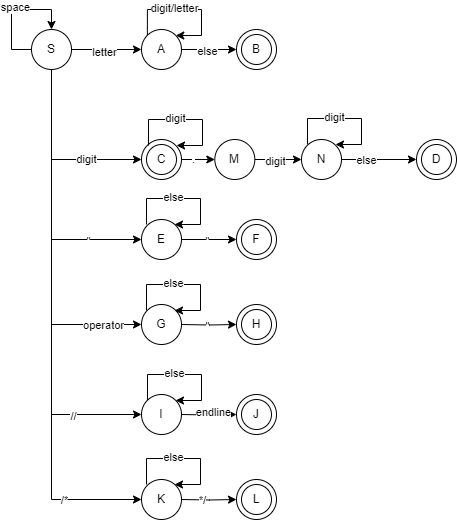 space
digit/letter
S
letter
A
else
B
digit
digit
C
.
M
digit
digit
N
else
D
else
E
F
else
operator
G
H
else
//
I
endline
J
else
/*
K
*/
L